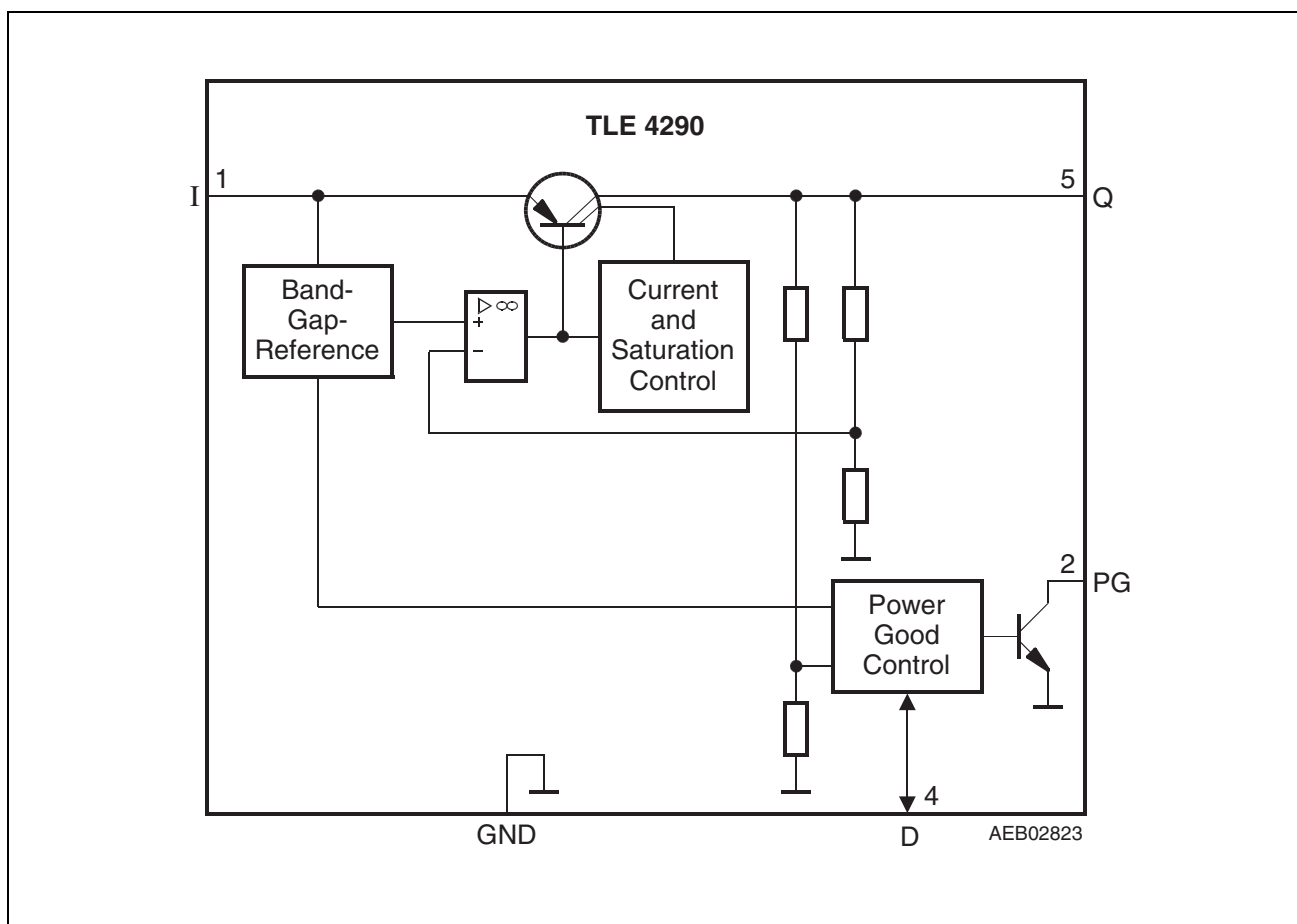 TLE 4290
1
I
5
Q
Band-
Gap-
Reference
∞
+
−
Current
and
Saturation
Control
2
PG
Power
Good
Control
4
GND
D
AEB02823